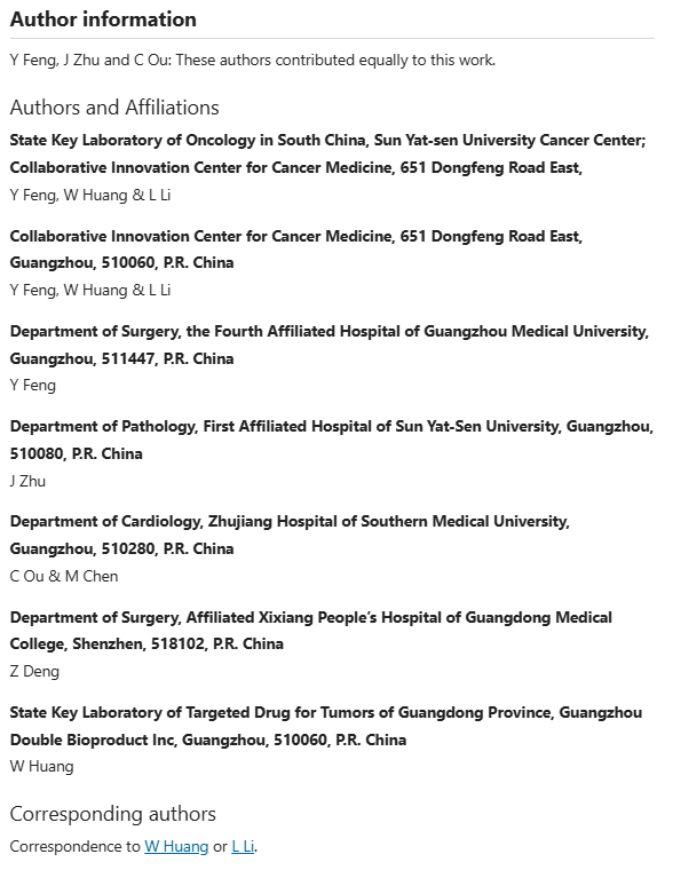 Author information
Y Feng, J Zhu and C Ou: These authors contributed equally to this work.
Authors and Affiliations
State Key Laboratory of Oncology in South China, Sun Yat-sen University Cancer Center;
Collaborative Innovation Center for Cancer Medicine, 651 Dongfeng Road East,
Y Feng, W Huang & L Li
Collaborative Innovation Center for Cancer Medicine, 651 Dongfeng Road East,
Guangzhou, 510060, P.R. China
Y Feng, W Huang & L Li
Department of Surgery, the Fourth Affiliated Hospital of Guangzhou Medical University,
Guangzhou, 511447, P.R. China
Y Feng
Department of Pathology, First Affiliated Hospital of Sun Yat-Sen University, Guangzhou,
510080, P.R. China
J Zhu
Department of Cardiology, Zhujiang Hospital of Southern Medical University,
Guangzhou, 510280, P.R. China
C Ou & M Chen
Department of Surgery, Affiliated Xixiang People’s Hospital of Guangdong Medical
College, Shenzhen, 518102, P.R. China
Z Deng
State Key Laboratory of Targeted Drug for Tumors of Guangdong Province, Guangzhou
Double Bioproduct Inc, Guangzhou, 510060, P.R. China
W Huang
Corresponding authors
Correspondence to W Huang or L Li.